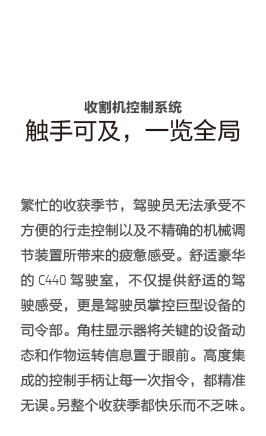 收割机控制系统
触手可及，一览全局
繁忙的收获季节，驾驶员无法承受不
方便的行走控制以及不精确的机械调
节装置所带来的疲惫感受。舒适豪华
的 C440 驾驶室，不仅提供舒适的驾
驶感受，更是驾驶员掌控巨型设备的
司令部。角柱显示器将关键的设备动
态和作物运转信息置于眼前。高度集
成的控制手柄让每一次指令，都精准
无误。另整个收获季都快乐而不乏味。